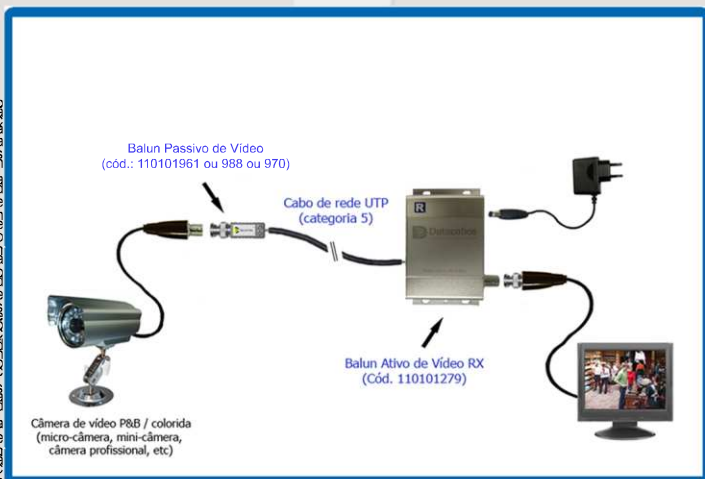 Balun Passivo de Vídeo
(cód.: 110101961 ou 988 ou 970)
Cabo de rede UTP
(categoria 5)
R
Balun Ativo de Vídeo RX
(Cód. 110101279)
Câmera de vídeo P&B / colorida
(micro-câmera, mini-câmera,
câmera profissional, etc)